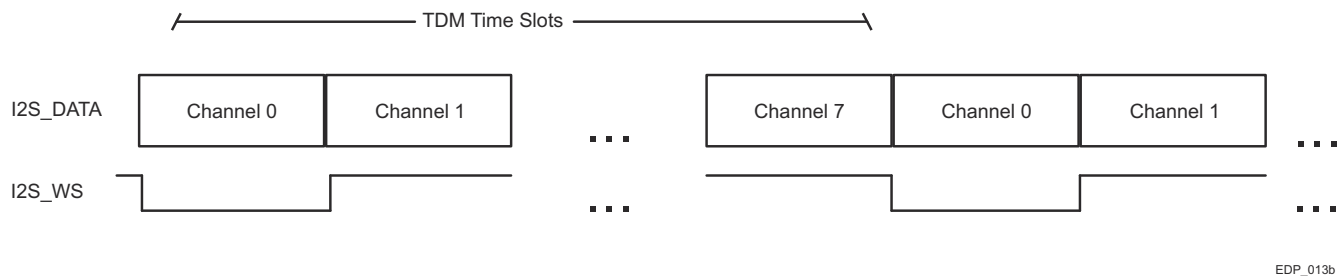 TDM Time Slots
I2S_DATA Channel 0 Channel 1 ... Channel 7 Channel 0 Channel 1 ...
I2S_WS ... ...
EDP_013b